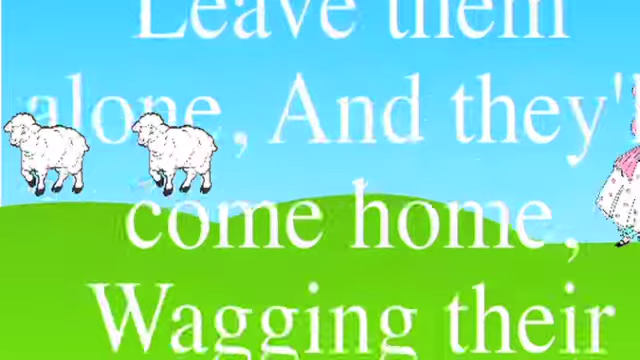 Leave them
alone, And they'
come home,
Wagging their